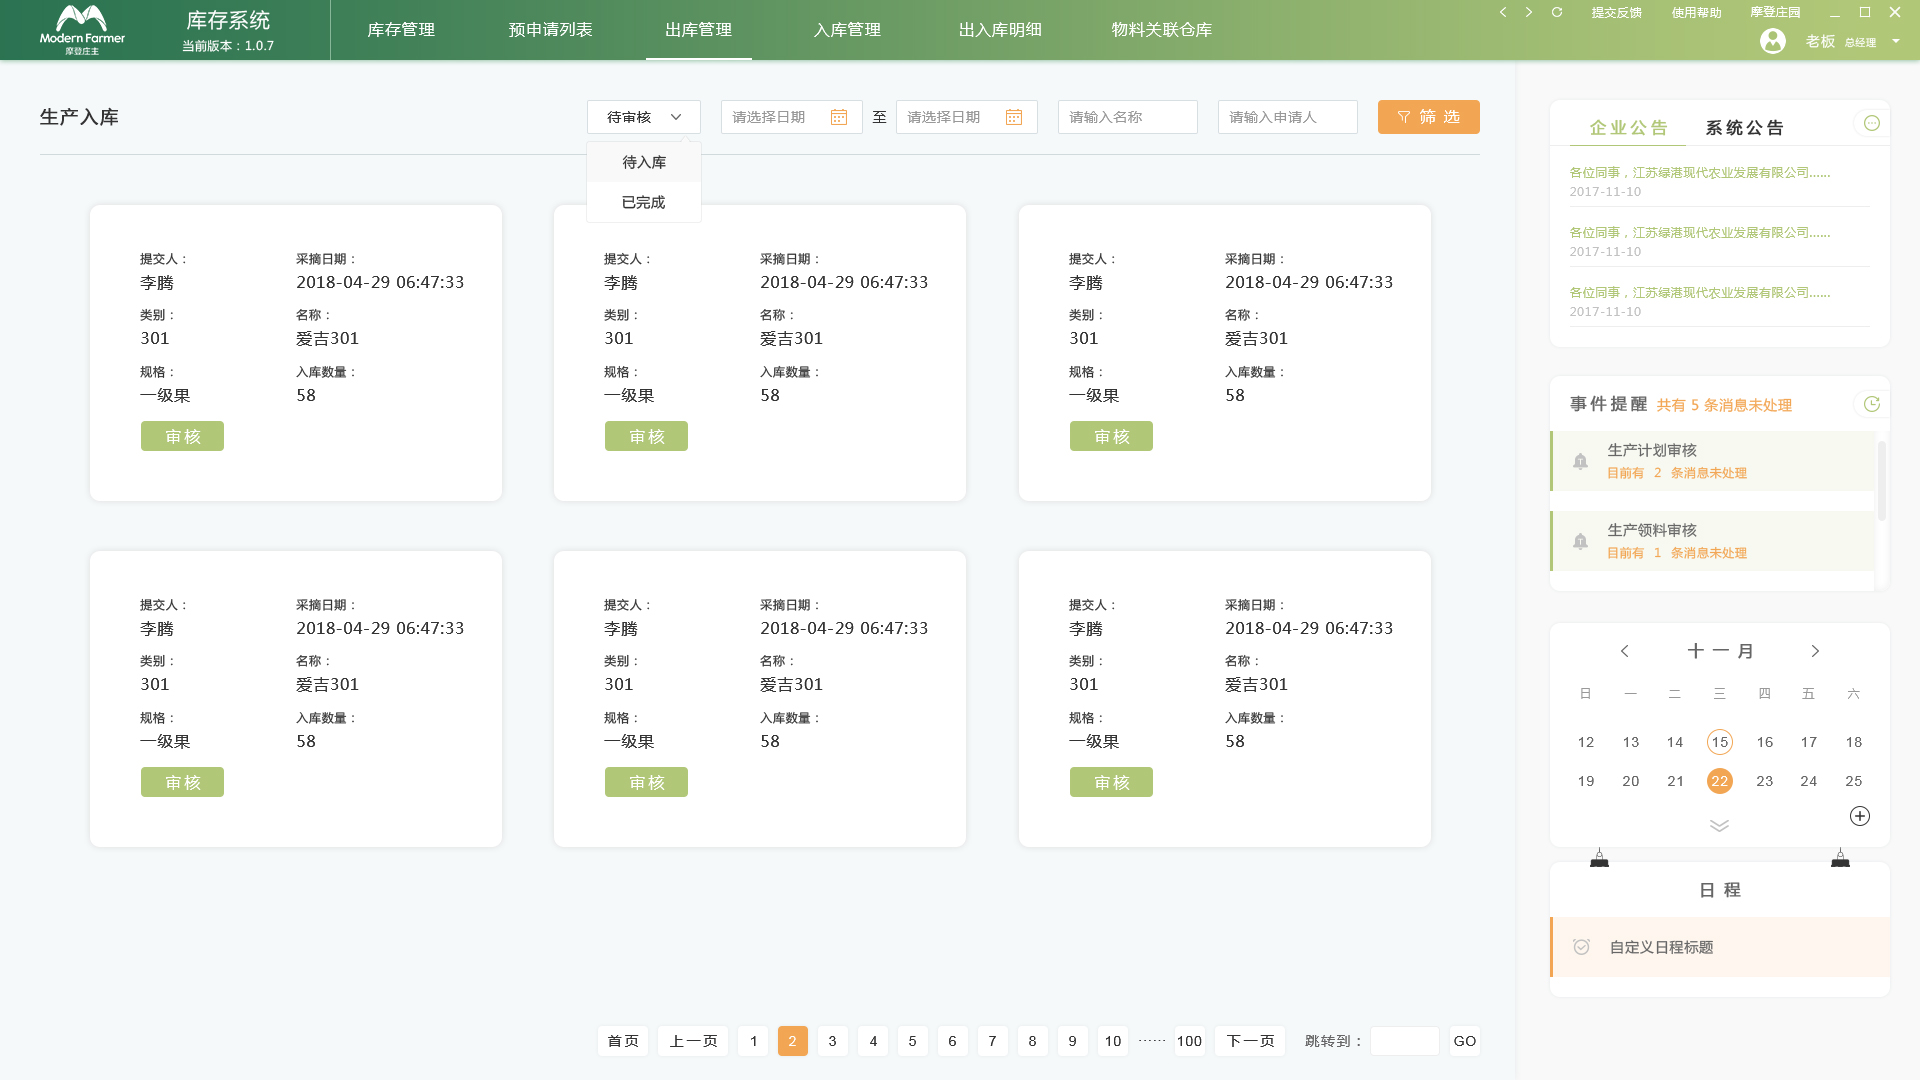 Modern Farmer
摩登庄主
库存系统
当前版本：1.0.7
库存管理
预申请列表
出库管理
入库管理
出入库明细
物料关联仓库
提交反馈
使用帮助
摩登庄园
老板 总经理
生产入库
待审核
请选择日期
至
请选择日期
请输入名称
请输入申请人
筛 选
待入库
已完成
提交人： 采摘日期：
李腾 2018-04-29 06:47:33
类别： 名称：
301 爱吉301
规格： 入库数量：
一级果 58
审核
提交人： 采摘日期：
李腾 2018-04-29 06:47:33
类别： 名称：
301 爱吉301
规格： 入库数量：
一级果 58
审核
提交人： 采摘日期：
李腾 2018-04-29 06:47:33
类别： 名称：
301 爱吉301
规格： 入库数量：
一级果 58
审核
提交人： 采摘日期：
李腾 2018-04-29 06:47:33
类别： 名称：
301 爱吉301
规格： 入库数量：
一级果 58
审核
提交人： 采摘日期：
李腾 2018-04-29 06:47:33
类别： 名称：
301 爱吉301
规格： 入库数量：
一级果 58
审核
提交人： 采摘日期：
李腾 2018-04-29 06:47:33
类别： 名称：
301 爱吉301
规格： 入库数量：
一级果 58
审核
首页 上一页 1 2 3 4 5 6 7 8 9 10 ······ 100 下一页 跳转到： GO
企业公告 系统公告
各位同事，江苏绿港现代农业发展有限公司......
2017-11-10
各位同事，江苏绿港现代农业发展有限公司......
2017-11-10
各位同事，江苏绿港现代农业发展有限公司......
2017-11-10
事件提醒 共有 5 条消息未处理
生产计划审核
目前有 2 条消息未处理
生产领料审核
目前有 1 条消息未处理
十一月
日 一 二 三 四 五 六
12 13 14 15 16 17 18
19 20 21 22 23 24 25
日 程
自定义日程标题